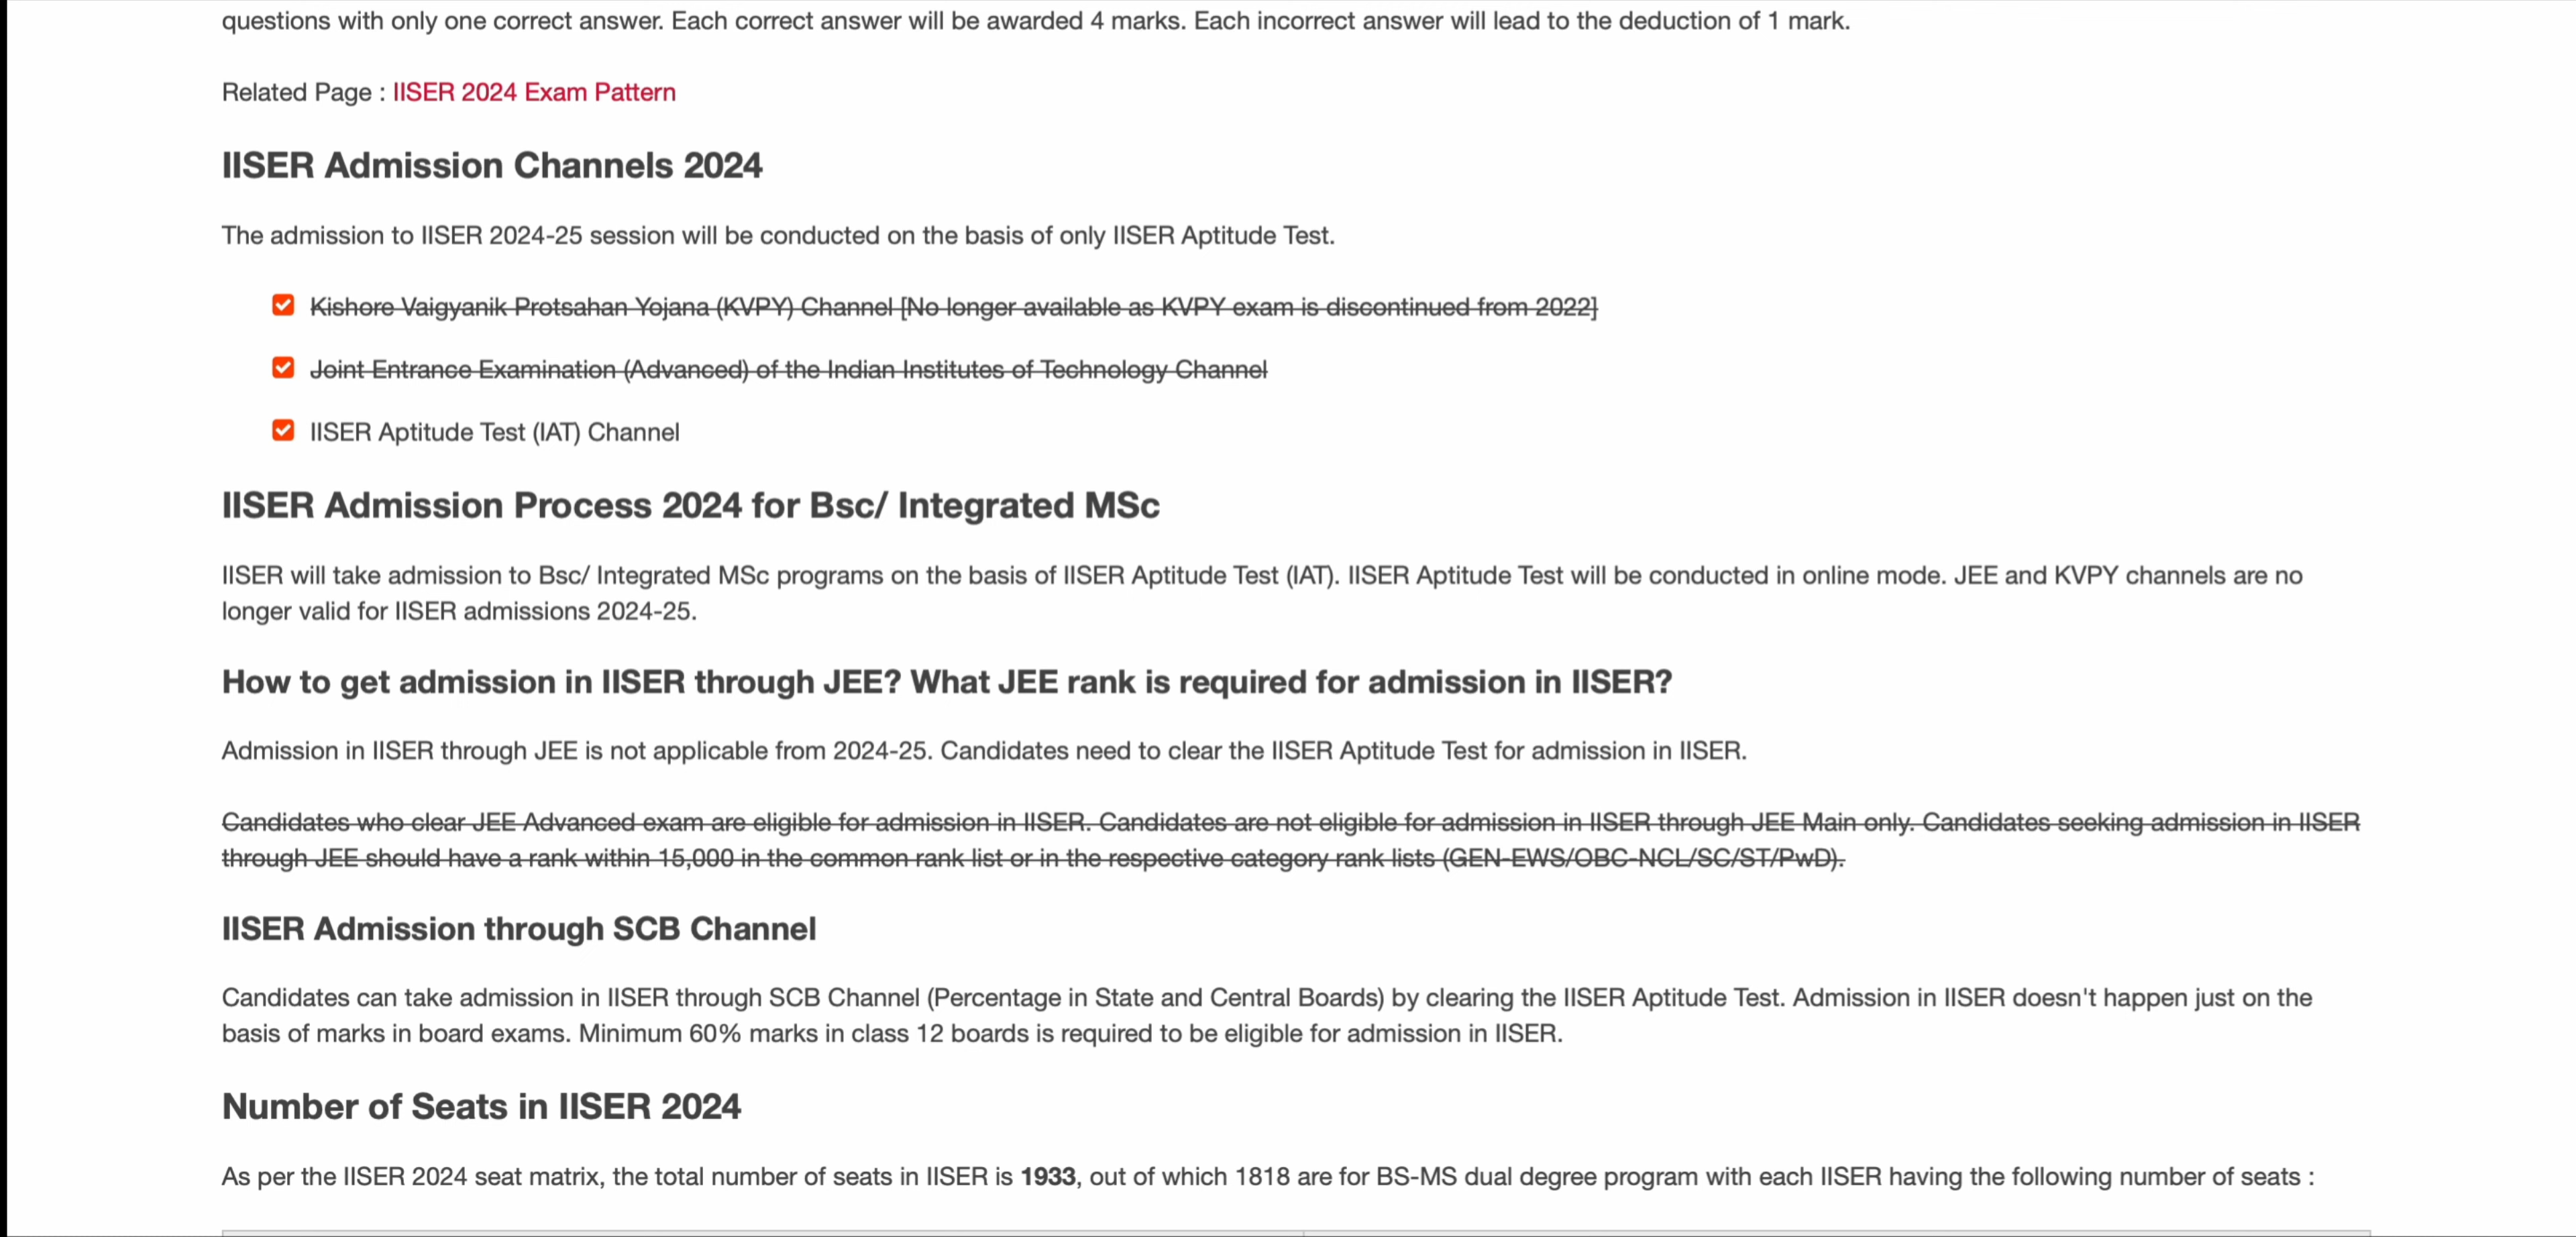 questions with only one correct answer. Each correct answer will be awarded 4 marks. Each incorrect answer will lead to the deduction of 1 mark.
Related Page : IISER 2024 Exam Pattern
IISER Admission Channels 2024
The admission to IISER 2024-25 session will be conducted on the basis of only IISER Aptitude Test.
Kishore Vaigyanik Protsahan Yojana (KVPY) Channel [No longer available as KVPY exam is discontinued from 2022]
Joint Entrance Examination (Advanced) of the Indian Institutes of Technology Channel
IISER Aptitude Test (IAT) Channel
IISER Admission Process 2024 for Bsc/ Integrated MSc
IISER will take admission to Bsc/ Integrated MSc programs on the basis of IISER Aptitude Test (IAT). IISER Aptitude Test will be conducted in online mode. JEE and KVPY channels are no
longer valid for IISER admissions 2024-25.
How to get admission in IISER through JEE? What JEE rank is required for admission in IISER?
Admission in IISER through JEE is not applicable from 2024-25. Candidates need to clear the IISER Aptitude Test for admission in IISER.
Candidates who clear JEE Advanced exam are eligible for admission in IISER. Candidates are not eligible for admission in IISER through JEE Main only. Candidates seeking admission in IISER
through JEE should have a rank within 15,000 in the common rank list or in the respective category rank lists (GEN-EWS/OBC-NCL/SC/ST/PwD).
IISER Admission through SCB Channel
Candidates can take admission in IISER through SCB Channel (Percentage in State and Central Boards) by clearing the IISER Aptitude Test. Admission in IISER doesn't happen just on the
basis of marks in board exams. Minimum 60% marks in class 12 boards is required to be eligible for admission in IISER.
Number of Seats in IISER 2024
As per the IISER 2024 seat matrix, the total number of seats in IISER is 1933, out of which 1818 are for BS-MS dual degree program with each IISER having the following number of seats :